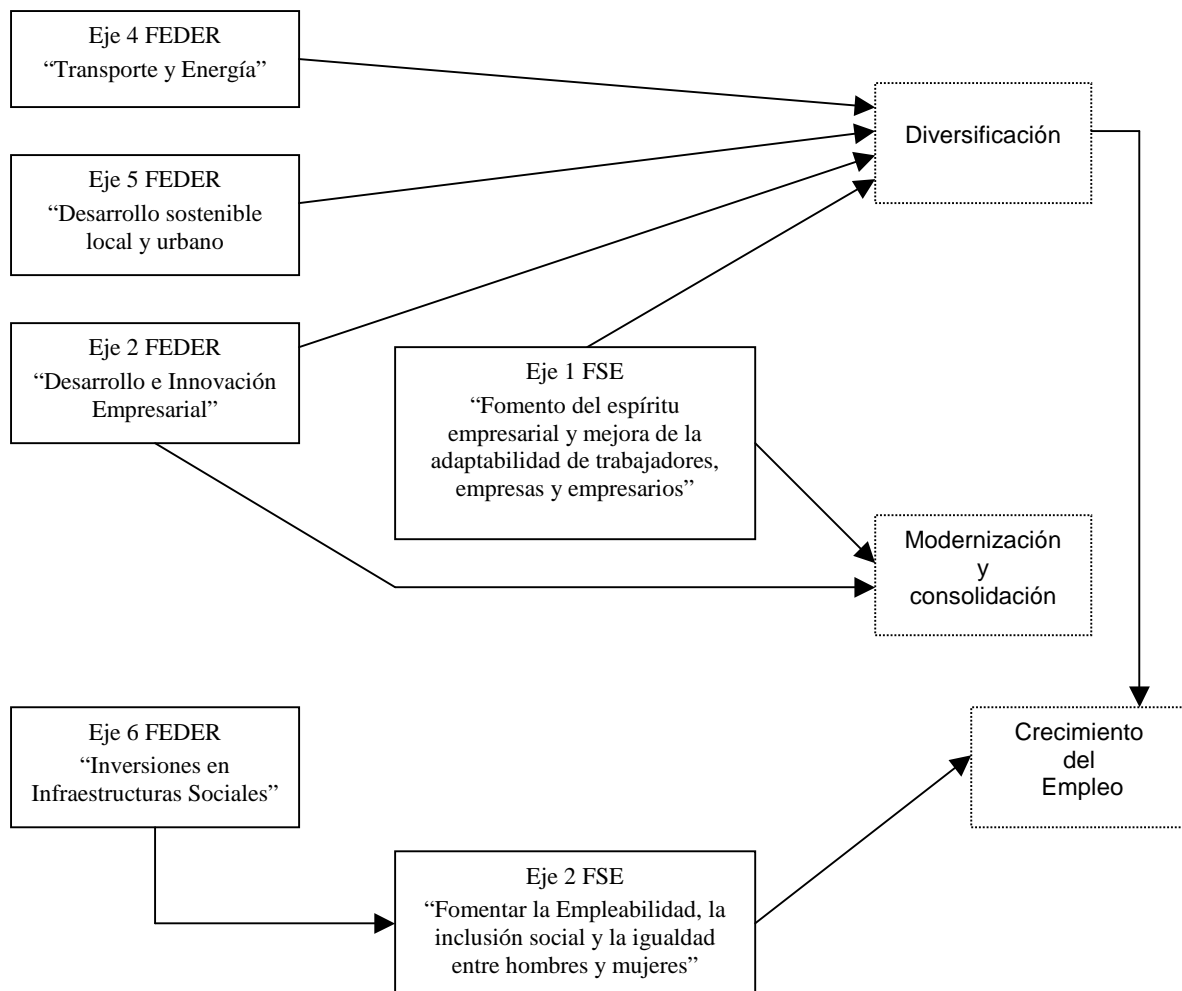 Eje 4 FEDER
“Transporte y Energía”
Diversificación
Eje 5 FEDER
“Desarrollo sostenible
local y urbano
Eje 2 FEDER
“Desarrollo e Innovación
Empresarial”
Eje 1 FSE
“Fomento del espíritu
empresarial y mejora de la
adaptabilidad de trabajadores,
empresas y empresarios”
Modernización
y
consolidación
Eje 6 FEDER
“Inversiones en
Infraestructuras Sociales”
Crecimiento
del
Empleo
Eje 2 FSE
“Fomentar la Empleabilidad, la
inclusión social y la igualdad
entre hombres y mujeres”